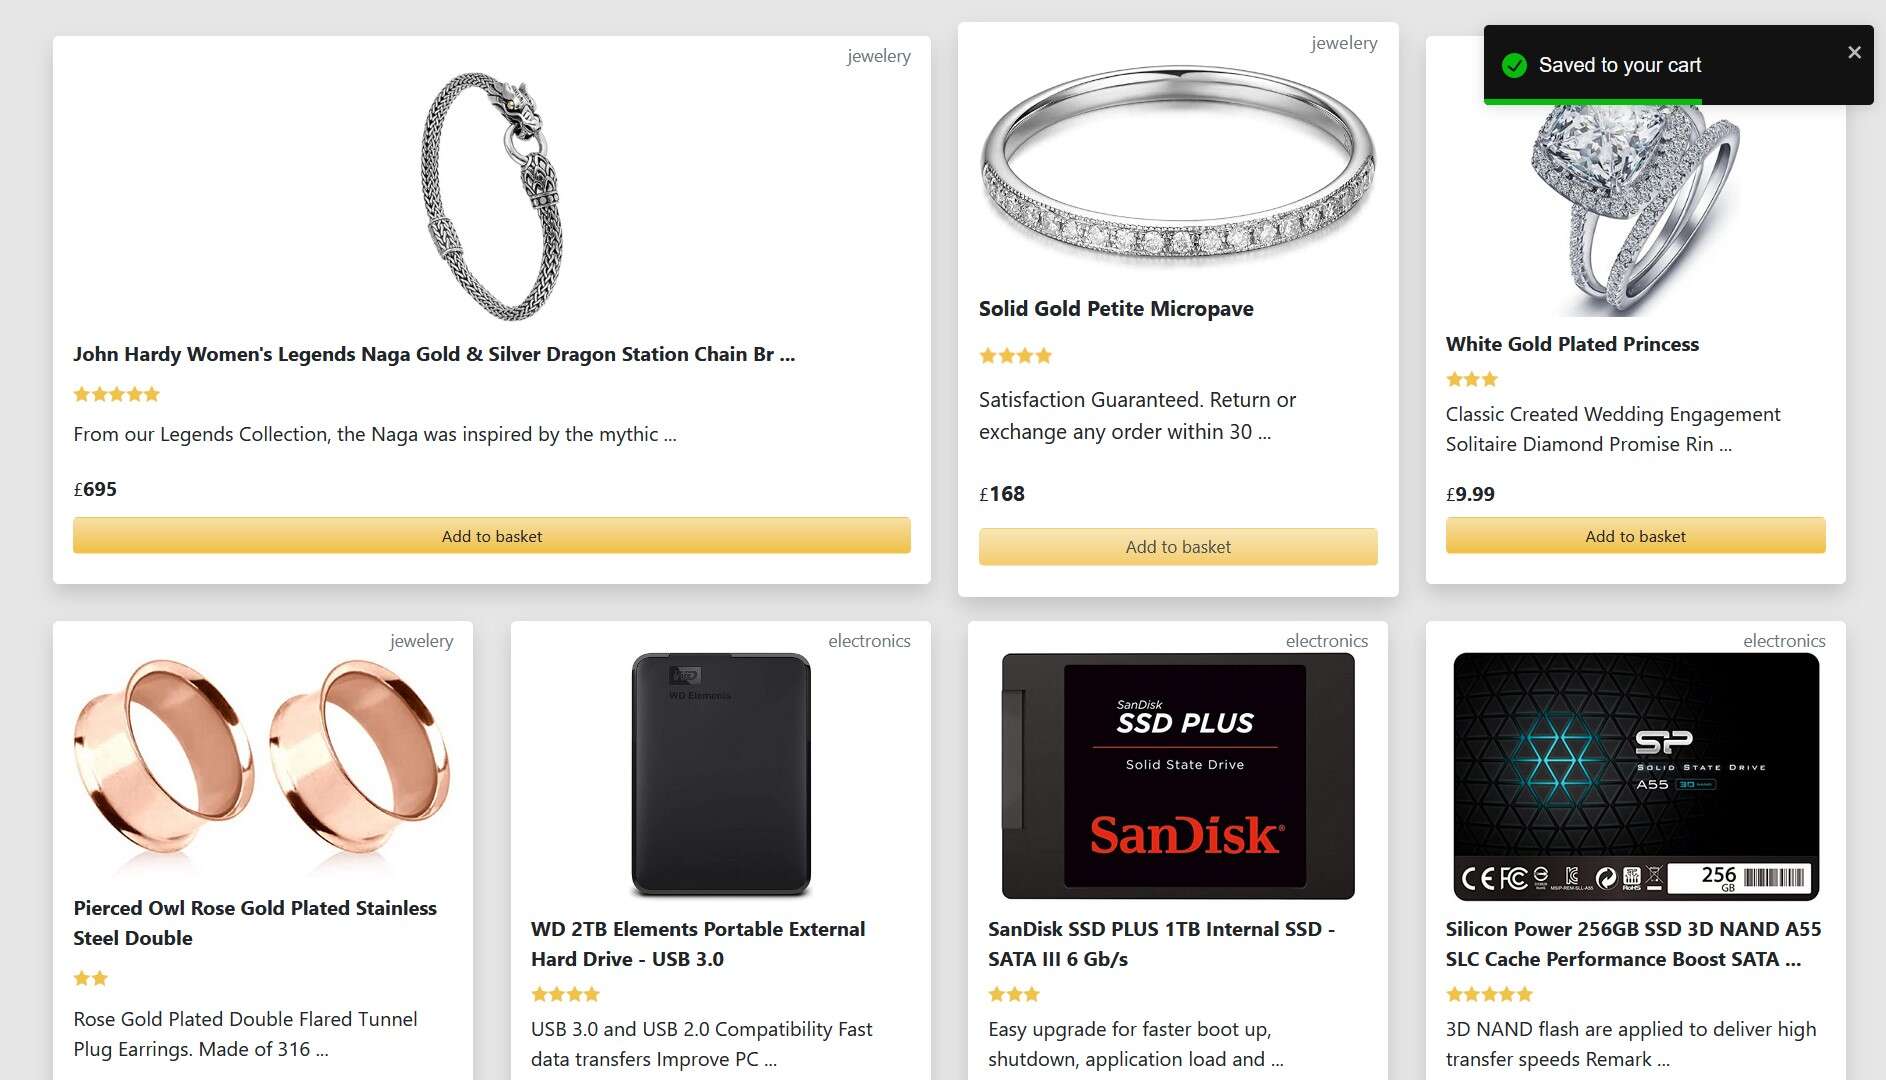 jewelery
John Hardy Women's Legends Naga Gold & Silver Dragon Station Chain Br ...
From our Legends Collection, the Naga was inspired by the mythic ...
£695
Add to basket
jewelery
Solid Gold Petite Micropave
Satisfaction Guaranteed. Return or
exchange any order within 30 ...
£168
Add to basket
Saved to your cart
White Gold Plated Princess
Classic Created Wedding Engagement
Solitaire Diamond Promise Rin ...
£9.99
Add to basket
jewelery
Pierced Owl Rose Gold Plated Stainless
Steel Double
Rose Gold Plated Double Flared Tunnel
Plug Earrings. Made of 316 ...
electronics
WD
WD Elements
WD 2TB Elements Portable External
Hard Drive - USB 3.0
USB 3.0 and USB 2.0 Compatibility Fast
data transfers Improve PC ...
electronics
SanDisk
SSD PLUS
Solid State Drive
SanDisk®
SanDisk SSD PLUS 1TB Internal SSD -
SATA III 6 Gb/s
Easy upgrade for faster boot up,
shutdown, application load and ...
electronics
SP
SOLID STATE DRIVE
A55
CE FC
RoHS
256
GB
Silicon Power 256GB SSD 3D NAND A55
SLC Cache Performance Boost SATA ...
3D NAND flash are applied to deliver high
transfer speeds Remark ...